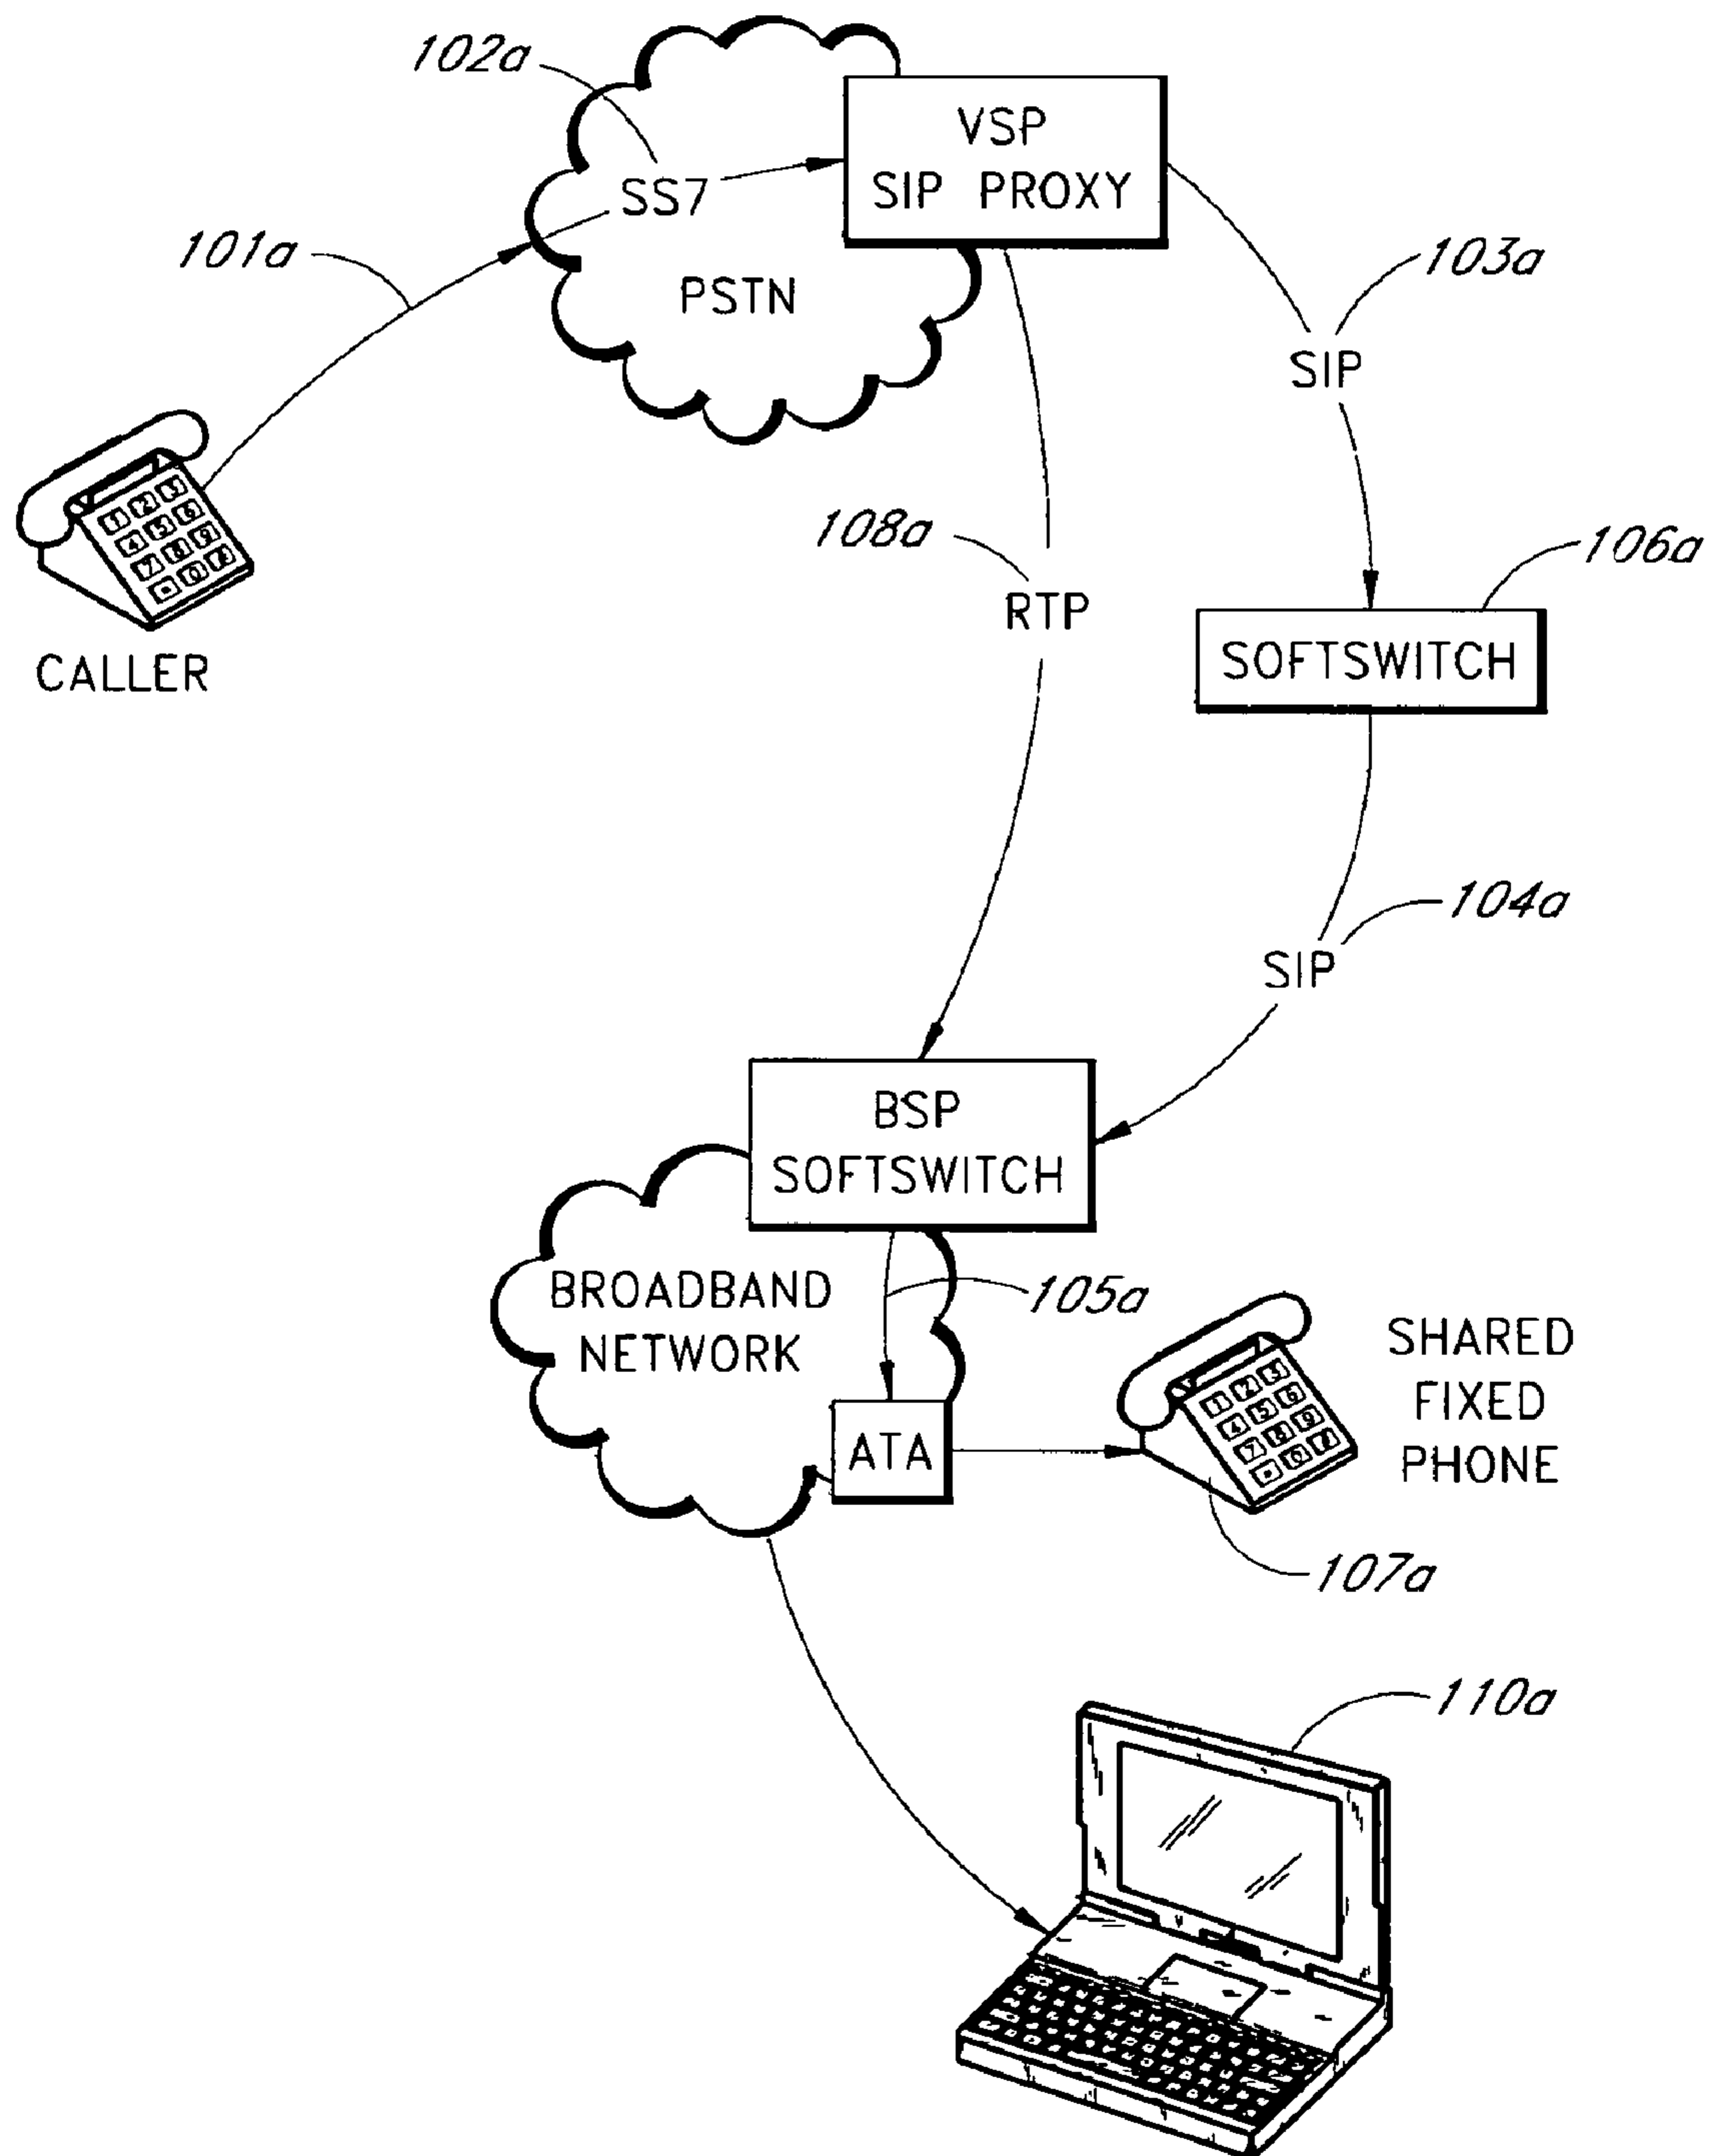 102a
VSP
SIP PROXY
SS7
101a
PSTN
103a
SIP
108a
RTP
106a
SOFTSWITCH
CALLER
104a
SIP
BSP
SOFTSWITCH
BROADBAND
NETWORK
105a
ATA
SHARED
FIXED
PHONE
107a
110a